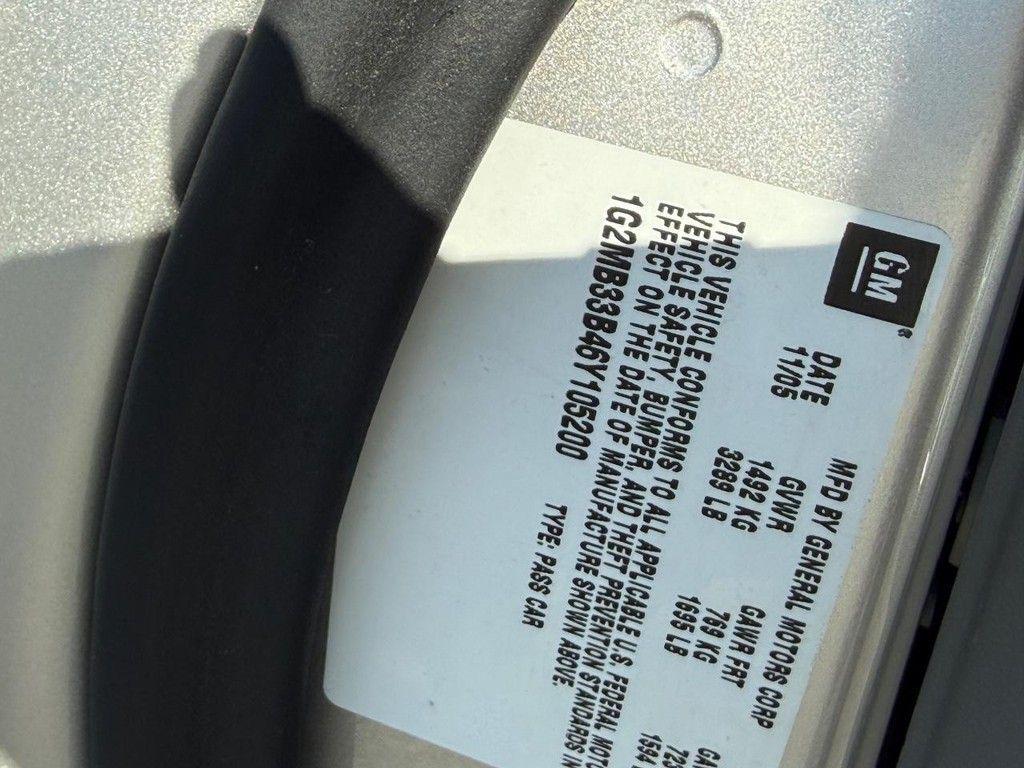 GM
®
MFD BY GENERAL MOTORS CORP
DATE GVWR GAWR FRT
11/05 1492 KG 769 KG 725
3289 LB 1695 LB 1594
THIS VEHICLE CONFORMS TO ALL APPLICABLE U.S. FEDERAL
VEHICLE SAFETY, BUMPER, AND THEFT PREVENTION STANDARDS IN
EFFECT ON THE DATE OF MANUFACTURE SHOWN ABOVE.
1G2MB33B46Y105200 TYPE: PASS CAR